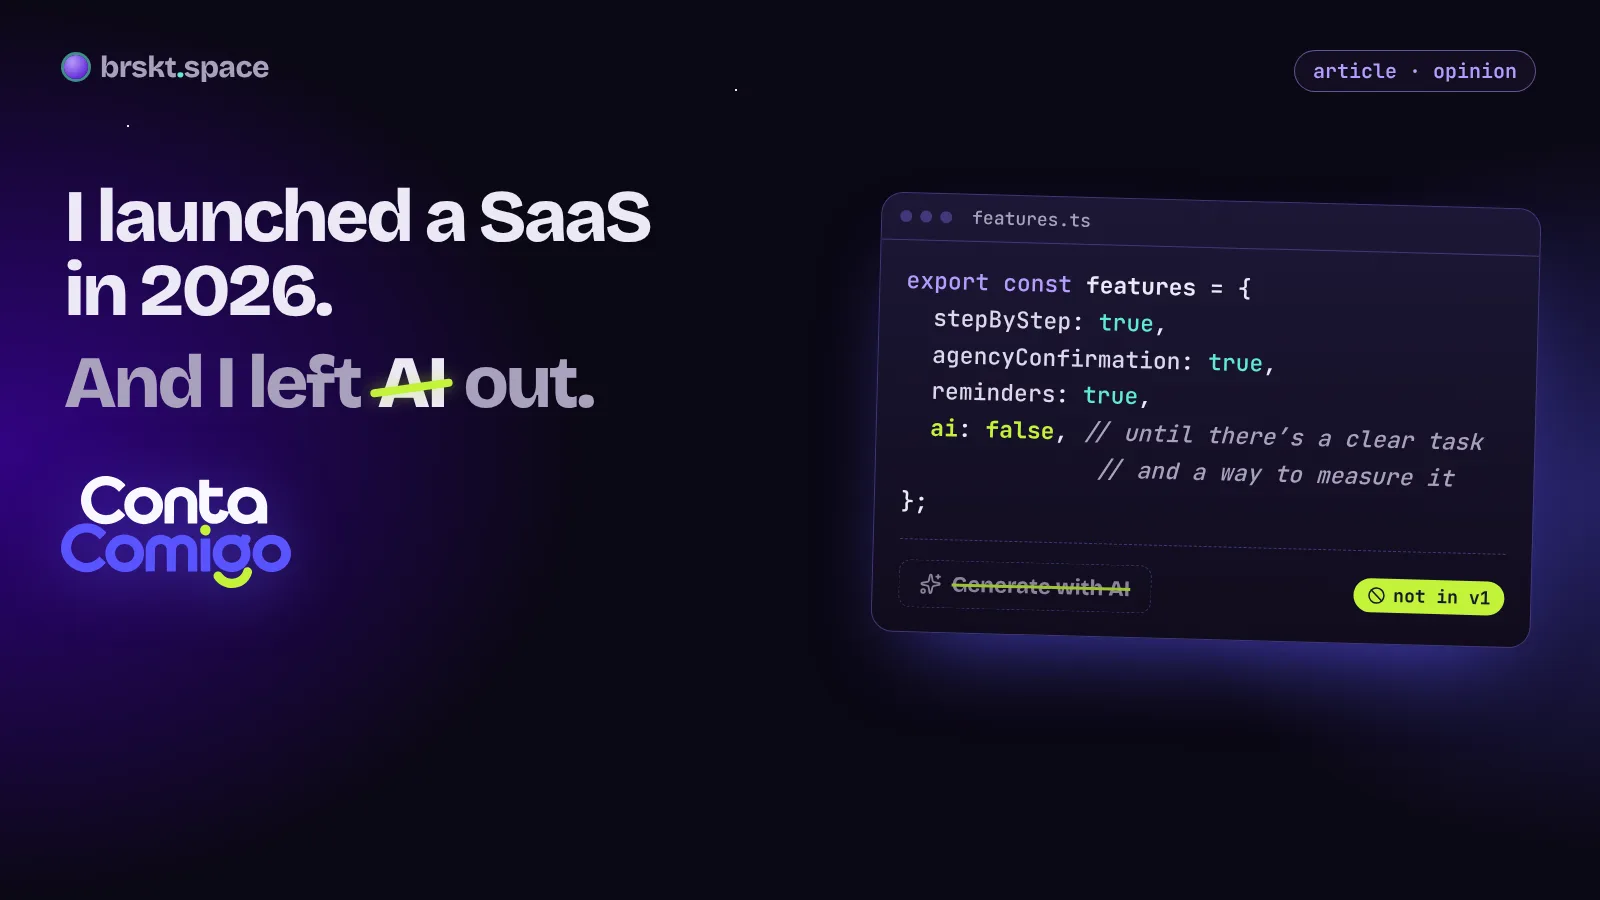 brskt.space
article · opinion
I launched a SaaS
in 2026.
And I left AI out.
Conta
Comigo
features.ts
export const features = {
stepByStep: true,
agencyConfirmation: true,
reminders: true,
ai: false, // until there’s a clear task
// and a way to measure it
};
Generate with AI
not in v1